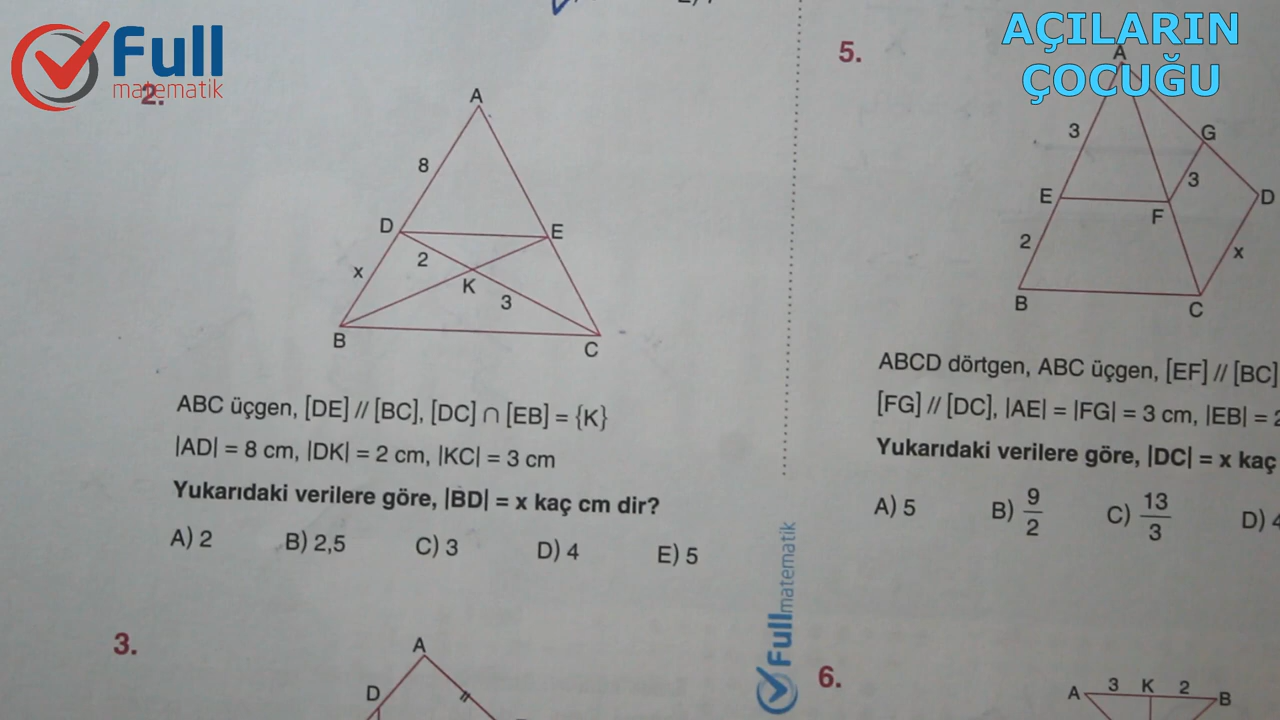 Full
matematik
AÇILARIN
ÇOCUĞU
2.
A
8
D
E
2
x
K
3
B
C
ABC üçgen, [DE] // [BC], [DC] ∩ [EB] = {K}
|AD| = 8 cm, |DK| = 2 cm, |KC| = 3 cm
Yukarıdaki verilere göre, |BD| = x kaç cm dir?
A) 2 B) 2,5 C) 3 D) 4 E) 5
3.
A
D
Full matematik
5.
A
3
G
3
E
F
D
2
x
B
C
ABCD dörtgen, ABC üçgen, [EF] // [BC]
[FG] // [DC], |AE| = |FG| = 3 cm, |EB| = 2
Yukarıdaki verilere göre, |DC| = x kaç
A) 5 B) 9/2 C) 13/3 D) 4
6.
A 3 K 2 B